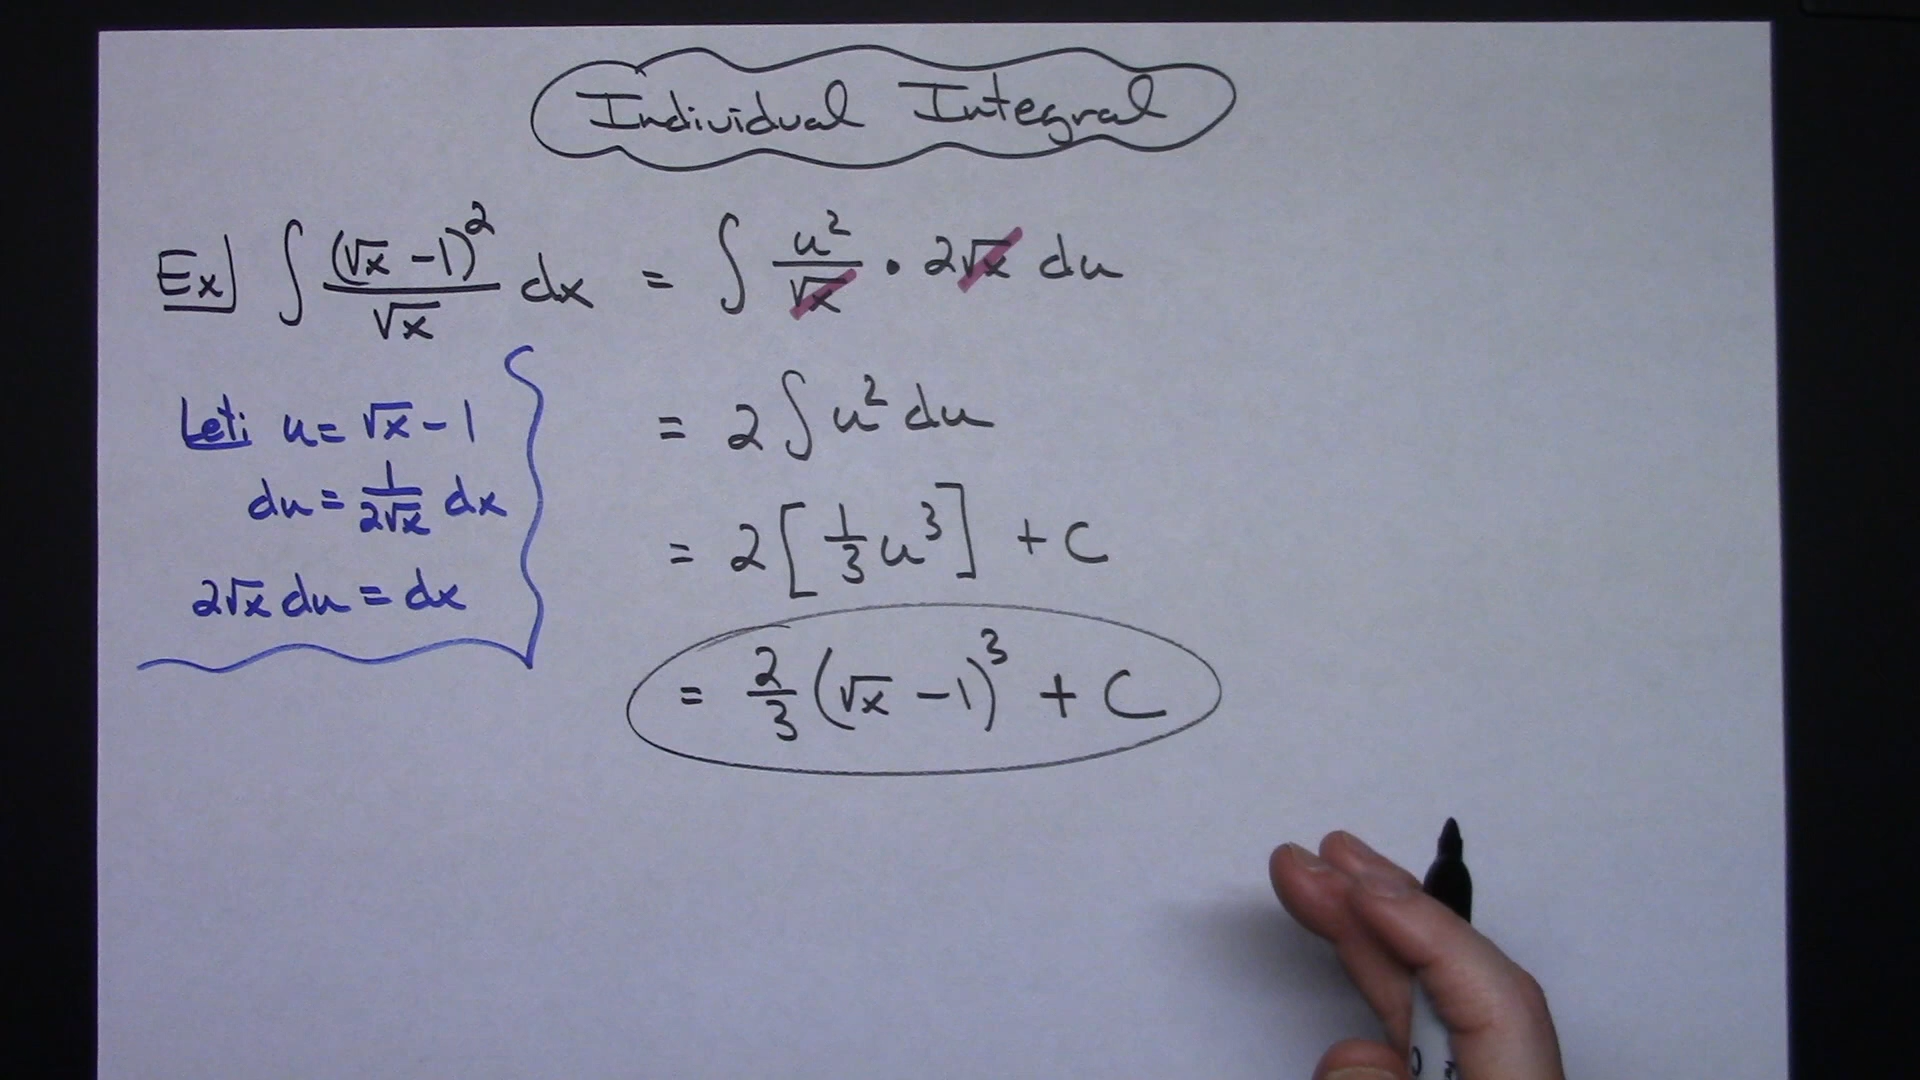 Individual Integral
Ex] ∫ (√x - 1)² / √x dx = ∫ u² / √x • 2√x du
Let: u = √x - 1
du = 1/(2√x) dx
2√x du = dx
= 2 ∫ u² du
= 2 [1/3 u³] + C
= 2/3 (√x - 1)³ + C